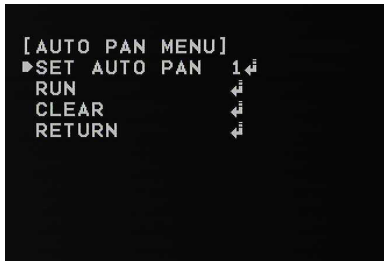 [AUTO PAN MENU]
▶SET AUTO PAN 1↲
RUN ↲
CLEAR ↲
RETURN ↲